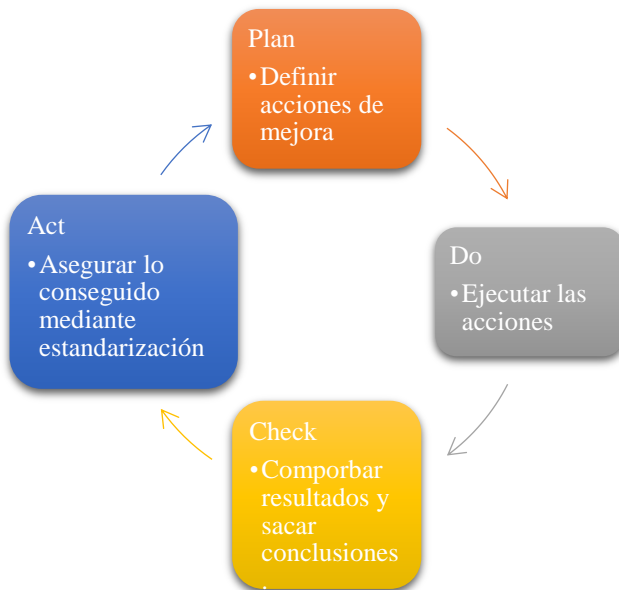 Plan
•Definir
acciones de
mejora
Do
•Ejecutar las
acciones
Check
•Comporbar
resultados y
sacar
conclusiones
Act
•Asegurar lo
conseguido
mediante
estandarización